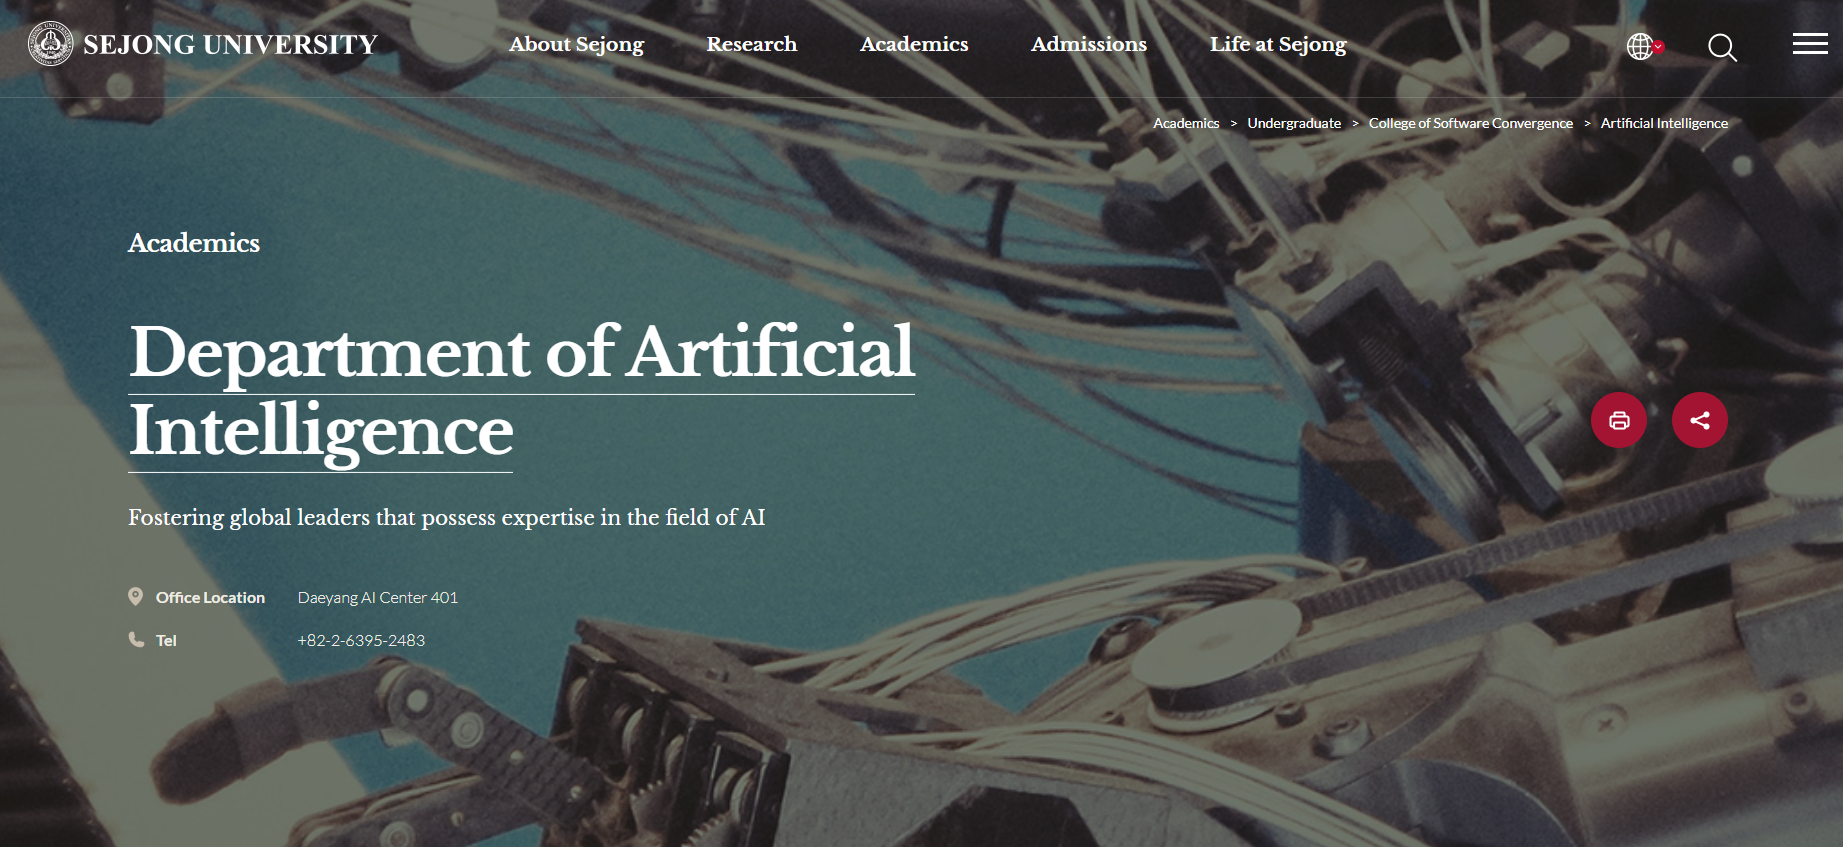 SEJONG UNIVERSITY
About Sejong Research Academics Admissions Life at Sejong
Academics > Undergraduate > College of Software Convergence > Artificial Intelligence
Academics
Department of Artificial
Intelligence
Fostering global leaders that possess expertise in the field of AI
Office Location Daeyang AI Center 401
Tel +82-2-6395-2483